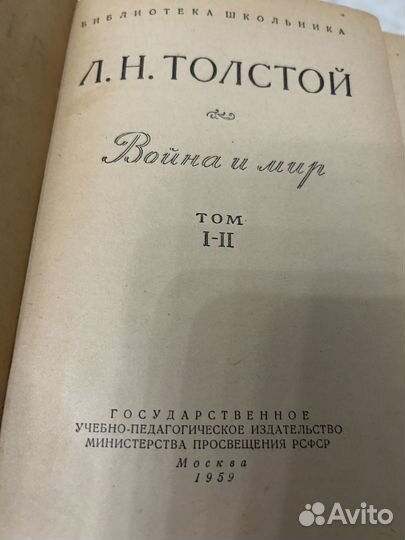 БИБЛИОТЕКА ШКОЛЬНИКА
Л.Н.ТОЛСТОЙ
Война и мир
ТОМ
I-II
ГОСУДАРСТВЕННОЕ
УЧЕБНО-ПЕДАГОГИЧЕСКОЕ ИЗДАТЕЛЬСТВО
МИНИСТЕРСТВА ПРОСВЕЩЕНИЯ РСФСР
Москва
1959
Avito